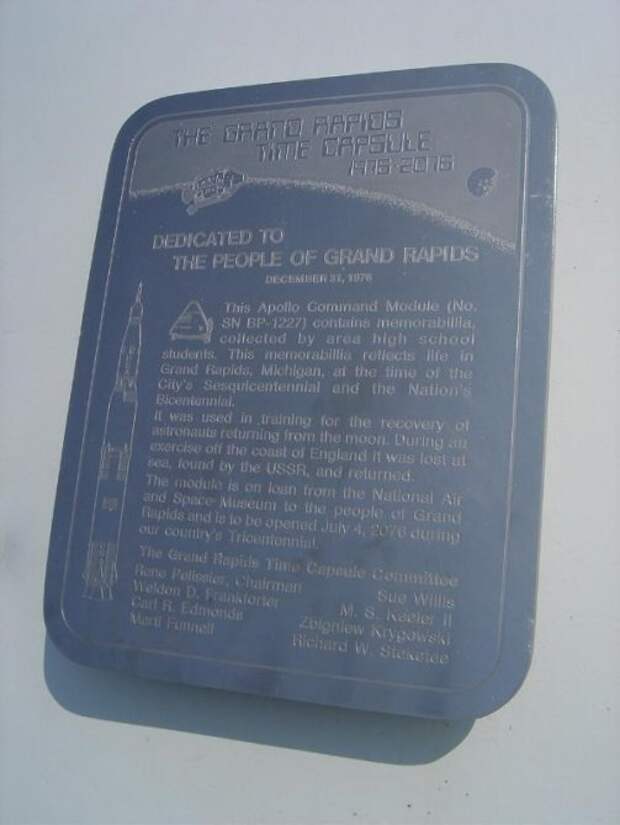 THE GRAND RAPIDS
TIME CAPSULE
1976-2076
DEDICATED TO
THE PEOPLE OF GRAND RAPIDS
DECEMBER 31, 1976
This Apollo Command Module (No.
SN BP-1227) contains memorabillia,
collected by area high school
students. This memorabillia reflects life in
Grand Rapids, Michigan, at the time of the
City's Sesquicentennial and the Nation's
Bicentennial.
It was used in training for the recovery of
astronauts returning from the moon. During an
exercise off the coast of England it was lost at
sea, found by the USSR, and returned.
The module is on loan from the National Air
and Space Museum to the people of Grand
Rapids and is to be opened July 4, 2076 during
our country's Tricentennial.
The Grand Rapids Time Capsule Committee
Rene Pelissier, Chairman
Weldon D. Frankforter
Carl R. Edmonds
Marti Funnell
Sue Willis
M. S. Keeler II
Zbigniew Krygowski
Richard W. Steketee